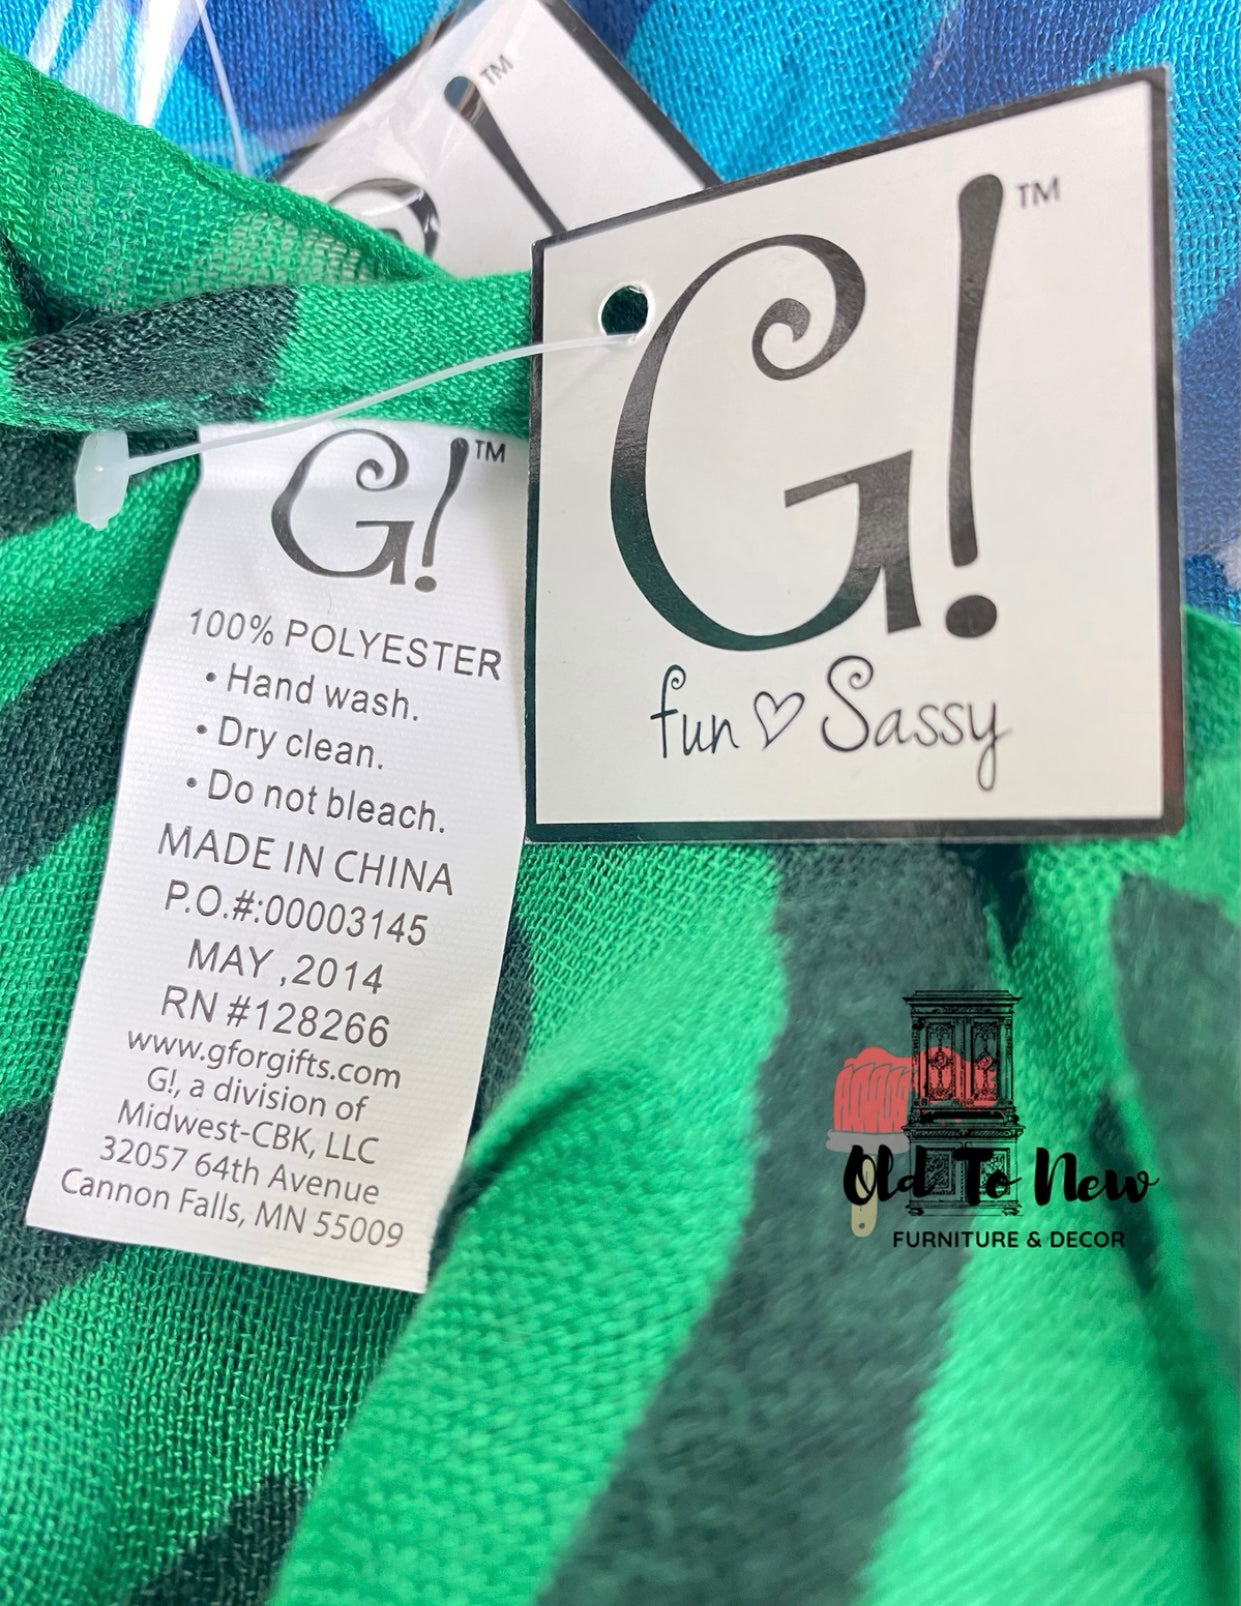 ! TM
G! TM
fun ♡ Sassy
G! TM
100% POLYESTER
• Hand wash.
• Dry clean.
• Do not bleach.
MADE IN CHINA
P.O.#:00003145
MAY ,2014
RN #128266
www.gforgifts.com
G!, a division of
Midwest-CBK, LLC
32057 64th Avenue
Cannon Falls, MN 55009
Old To New
FURNITURE & DECOR